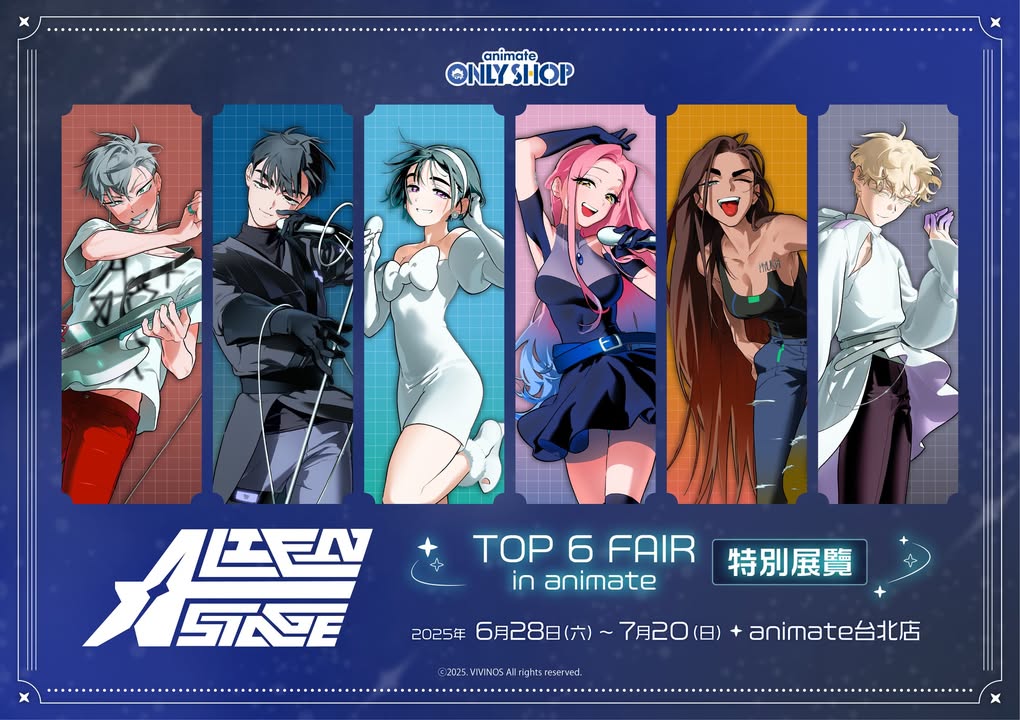 animate
ONLY SHOP
ALIEN
STAGE
TOP 6 FAIR
in animate
特別展覽
2025年 6月28日(六) ~ 7月20(日) animate台北店
©2025. VIVINOS All rights reserved.